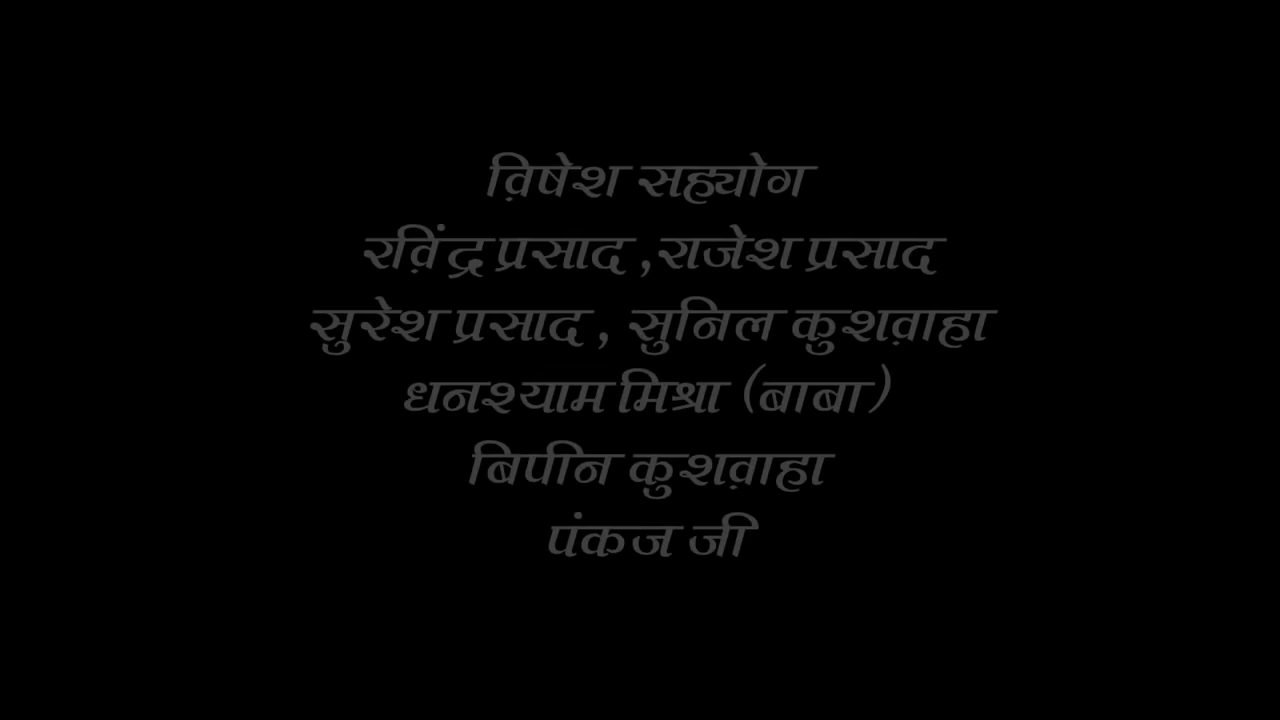 व़िषेश सह्योग
रव़िंद्र प्रसाद ,राजेश प्रसाद
सुरेश प्रसाद , सुनिल कुशव़ाहा
धनश्याम मिश्रा (बाबा)
बिपीन कुशव़ाहा
पंकज जी